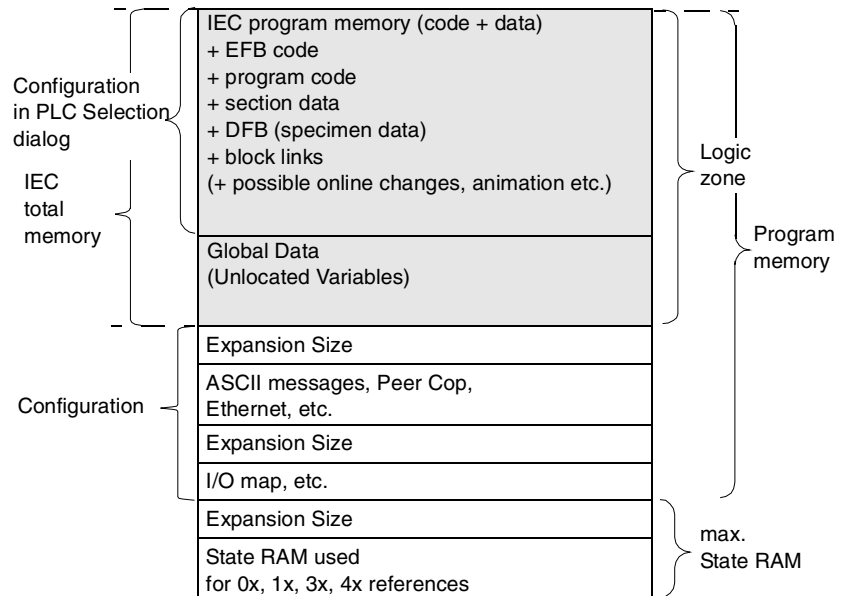 IEC program memory (code + data)
+ EFB code
+ program code
+ section data
+ DFB (specimen data)
+ block links
(+ possible online changes, animation etc.)
Configuration
in PLC Selection
dialog
IEC
total
memory
Logic
zone
Program
memory
Global Data
(Unlocated Variables)
Expansion Size
ASCII messages, Peer Cop,
Ethernet, etc.
Configuration
Expansion Size
I/O map, etc.
Expansion Size
State RAM used
for 0x, 1x, 3x, 4x references
max.
State RAM